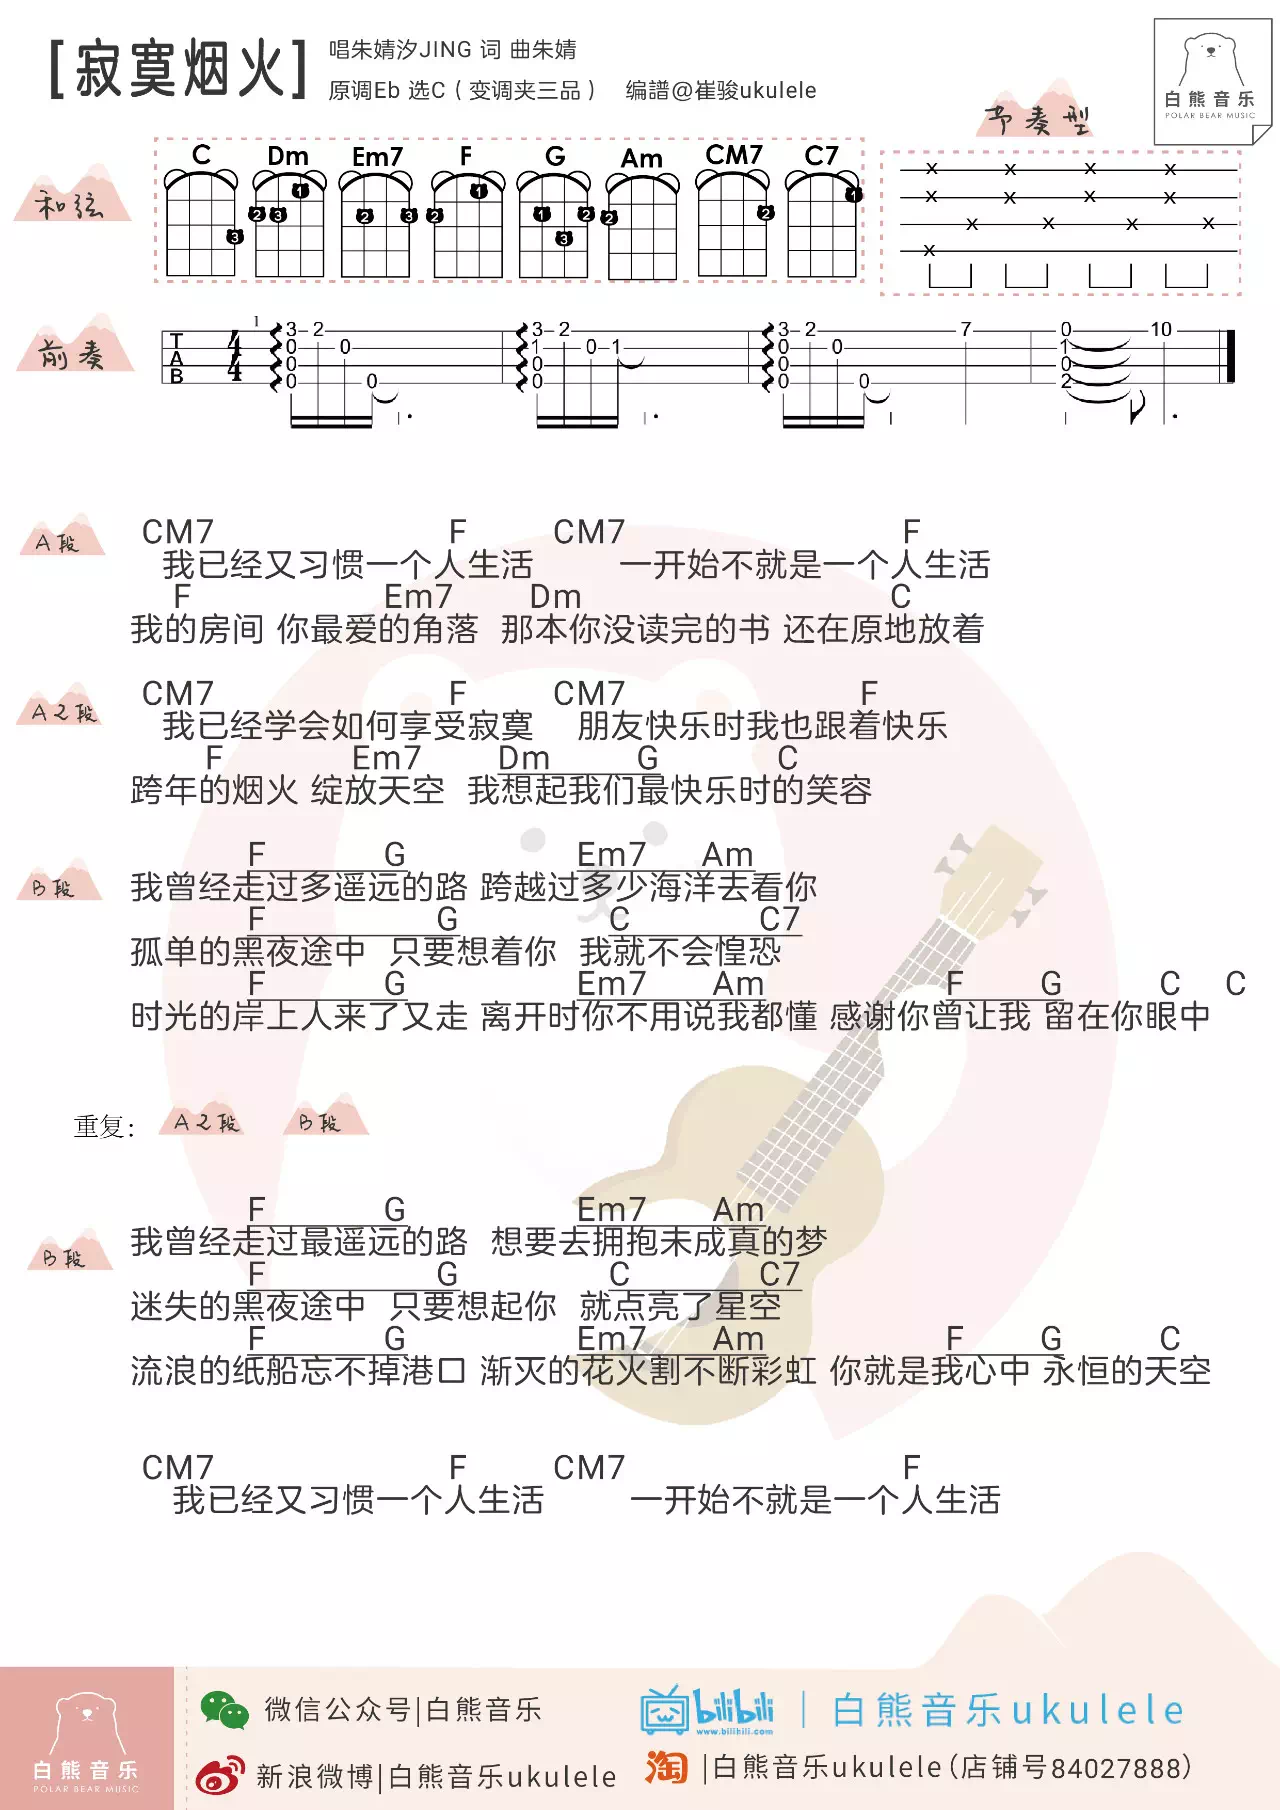 [寂寞烟火]
唱朱婧汐JING 词 曲朱婧
原调Eb 选C（变调夹三品） 编譜@崔骏ukulele
白熊音乐
POLAR BEAR MUSIC
予奏型
和弦
C Dm Em7 F G Am CM7 C7
3 2 3 1 2 3 2 1 1 2 3 2 2 1
x x x x
x x x x
x x x x
x
前奏
1
T A B 4 4
3 2 3 2 3 2 7 0 10
0 0 1 0 1 0 0 1
0 0 0 0
0 0 0 0 0 2
A段
CM7 F CM7 F
我已经又习惯一个人生活 一开始不就是一个人生活
F Em7 Dm C
我的房间 你最爱的角落 那本你没读完的书 还在原地放着
A2段
CM7 F CM7 F
我已经学会如何享受寂寞 朋友快乐时我也跟着快乐
F Em7 Dm G C
跨年的烟火 绽放天空 我想起我们最快乐时的笑容
B段
F G Em7 Am
我曾经走过多遥远的路 跨越过多少海洋去看你
F G C C7
孤单的黑夜途中 只要想着你 我就不会惶恐
F G Em7 Am F G C C
时光的岸上人来了又走 离开时你不用说我都懂 感谢你曾让我 留在你眼中
重复: A2段 B段
B段
F G Em7 Am
我曾经走过最遥远的路 想要去拥抱未成真的梦
F G C C7
迷失的黑夜途中 只要想起你 就点亮了星空
F G Em7 Am F G C
流浪的纸船忘不掉港口 渐灭的花火割不断彩虹 你就是我心中 永恒的天空
CM7 F CM7 F
我已经又习惯一个人生活 一开始不就是一个人生活
白熊音乐
POLAR BEAR MUSIC
微信公众号|白熊音乐
bilibili
www.bilibili.com
| 白熊音乐ukulele
新浪微博|白熊音乐ukulele
淘 |白熊音乐ukulele(店铺号84027888)